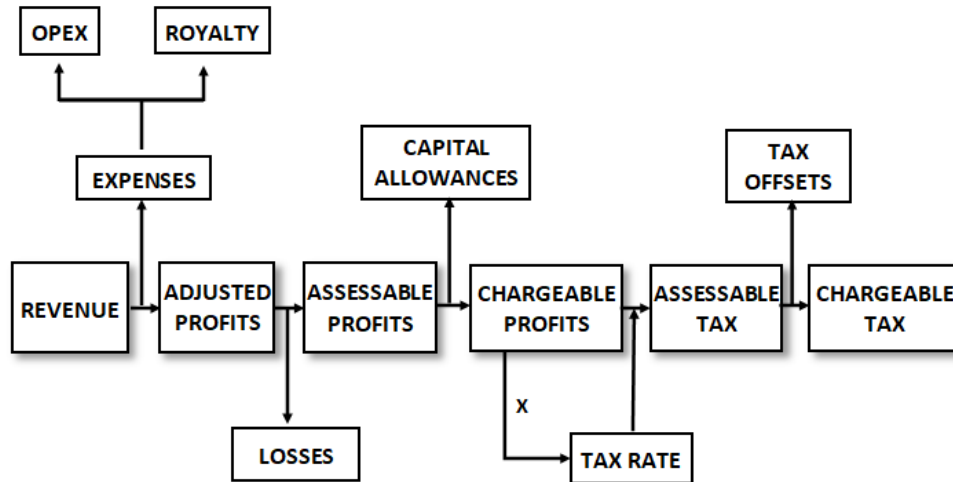 OPEX
ROYALTY
EXPENSES
CAPITAL
ALLOWANCES
TAX
OFFSETS
REVENUE
ADJUSTED
PROFITS
ASSESSABLE
PROFITS
CHARGEABLE
PROFITS
ASSESSABLE
TAX
CHARGEABLE
TAX
X
LOSSES
TAX RATE